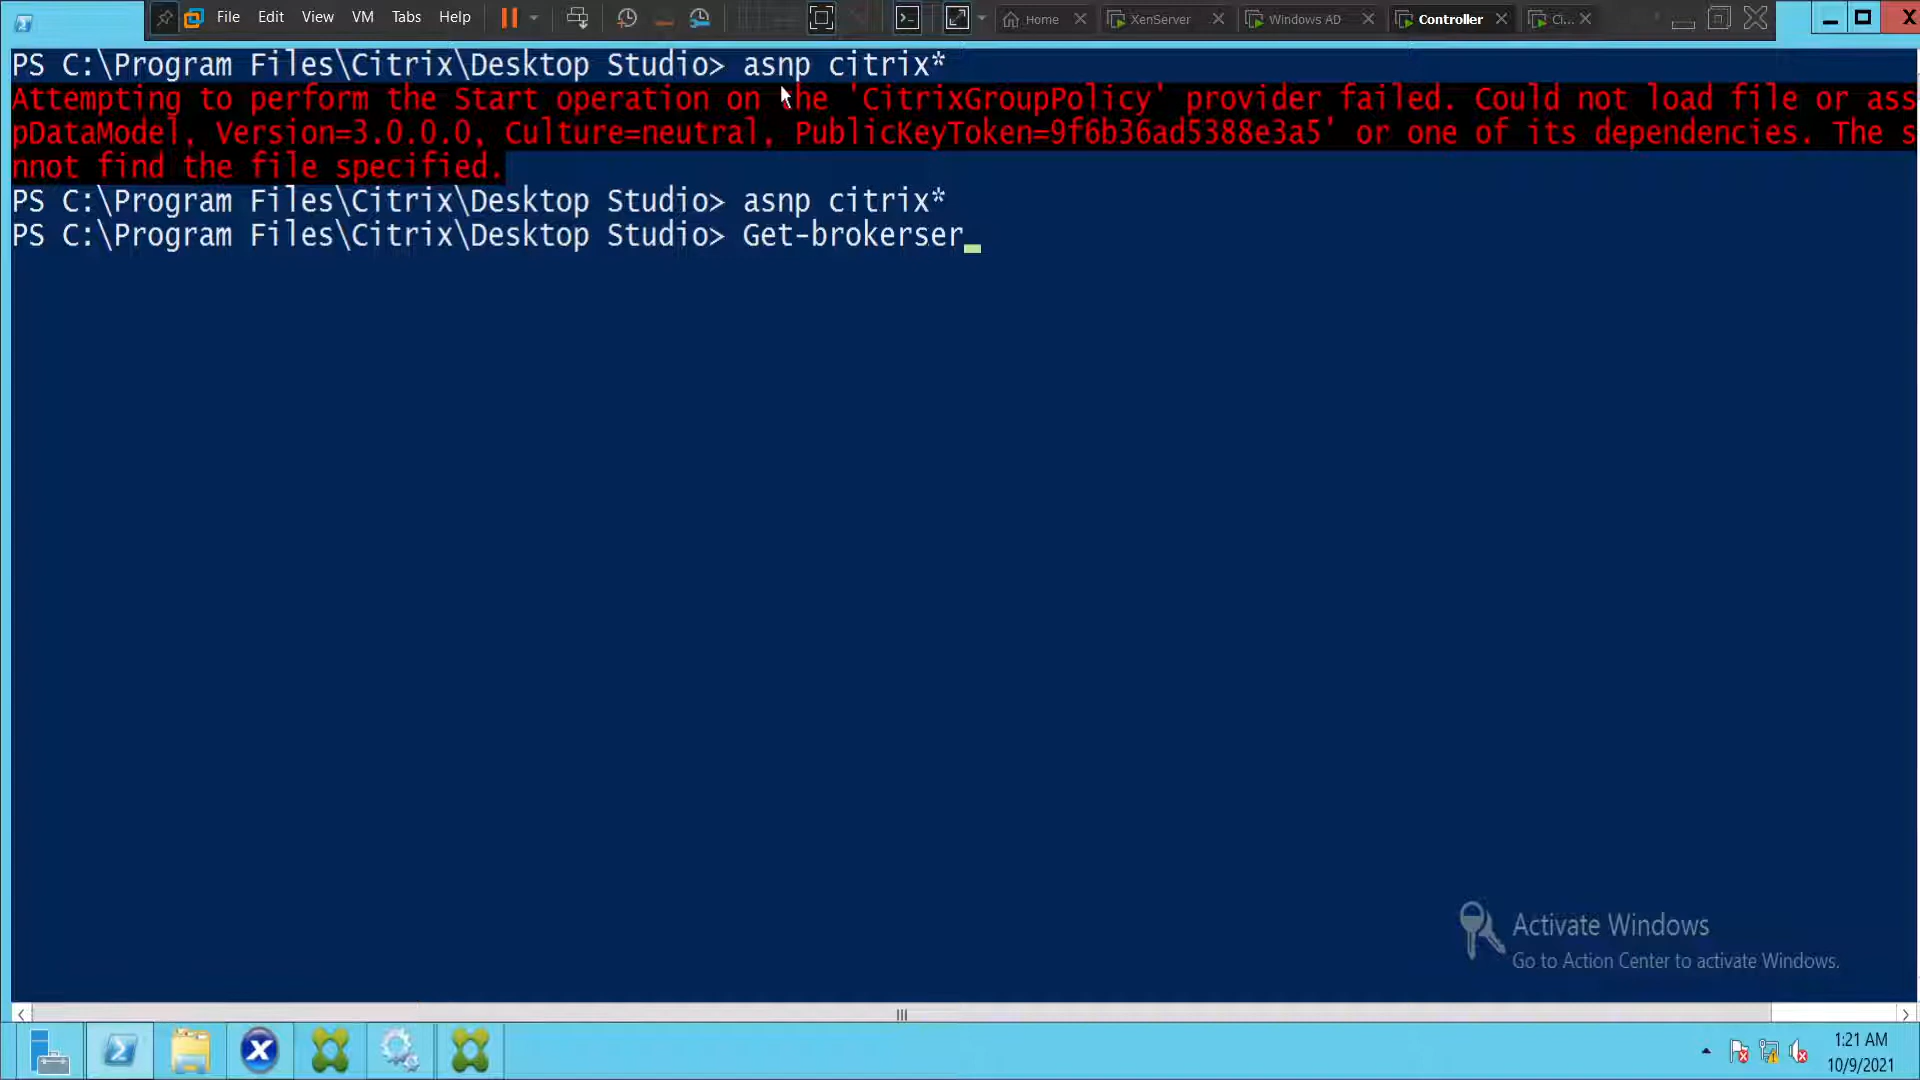 File Edit View VM Tabs Help Home XenServer Windows AD Controller Ci...
PS C:\Program Files\Citrix\Desktop Studio> asnp citrix*
Attempting to perform the Start operation on the 'CitrixGroupPolicy' provider failed. Could not load file or ass
pDataModel, Version=3.0.0.0, Culture=neutral, PublicKeyToken=9f6b36ad5388e3a5' or one of its dependencies. The s
nnot find the file specified.
PS C:\Program Files\Citrix\Desktop Studio> asnp citrix*
PS C:\Program Files\Citrix\Desktop Studio> Get-brokerser_
Activate Windows
Go to Action Center to activate Windows.
1:21 AM
10/9/2021